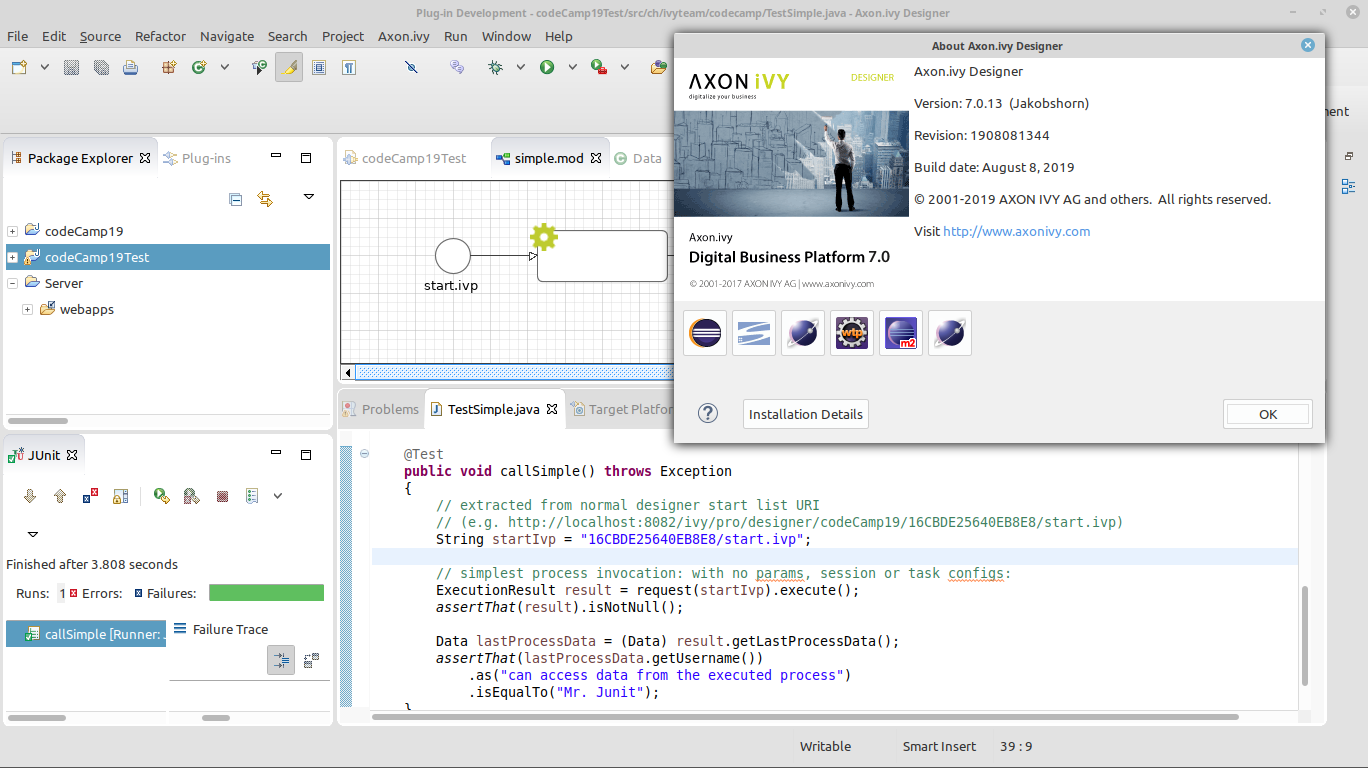 Plug-in Development - codeCamp19Test/src/ch/ivyteam/codecamp/TestSimple.java - Axon.ivy Designer
File Edit Source Refactor Navigate Search Project Axon.ivy Run Window Help
Package Explorer Plug-ins
codeCamp19
codeCamp19Test
Server
webapps
JUnit
Finished after 3.808 seconds
Runs: 1 Errors: Failures:
callSimple [Runner: .
Failure Trace
codeCamp19Test simple.mod Data
start.ivp
About Axon.ivy Designer
AXON iVY DESIGNER
digitalize your business
Axon.ivy
Digital Business Platform 7.0
© 2001-2017 AXON IVY AG | www.axonivy.com
Axon.ivy Designer
Version: 7.0.13 (Jakobshorn)
Revision: 1908081344
Build date: August 8, 2019
© 2001-2019 AXON IVY AG and others. All rights reserved.
Visit http://www.axonivy.com
wtp
m2
Installation Details OK
ent
Problems TestSimple.java Target Platfor
@Test
public void callSimple() throws Exception
{
// extracted from normal designer start list URI
// (e.g. http://localhost:8082/ivy/pro/designer/codeCamp19/16CBDE25640EB8E8/start.ivp)
String startIvp = "16CBDE25640EB8E8/start.ivp";
// simplest process invocation: with no params, session or task configs:
ExecutionResult result = request(startIvp).execute();
assertThat(result).isNotNull();
Data lastProcessData = (Data) result.getLastProcessData();
assertThat(lastProcessData.getUsername())
.as("can access data from the executed process")
.isEqualTo("Mr. Junit");
}
Writable Smart Insert 39 : 9